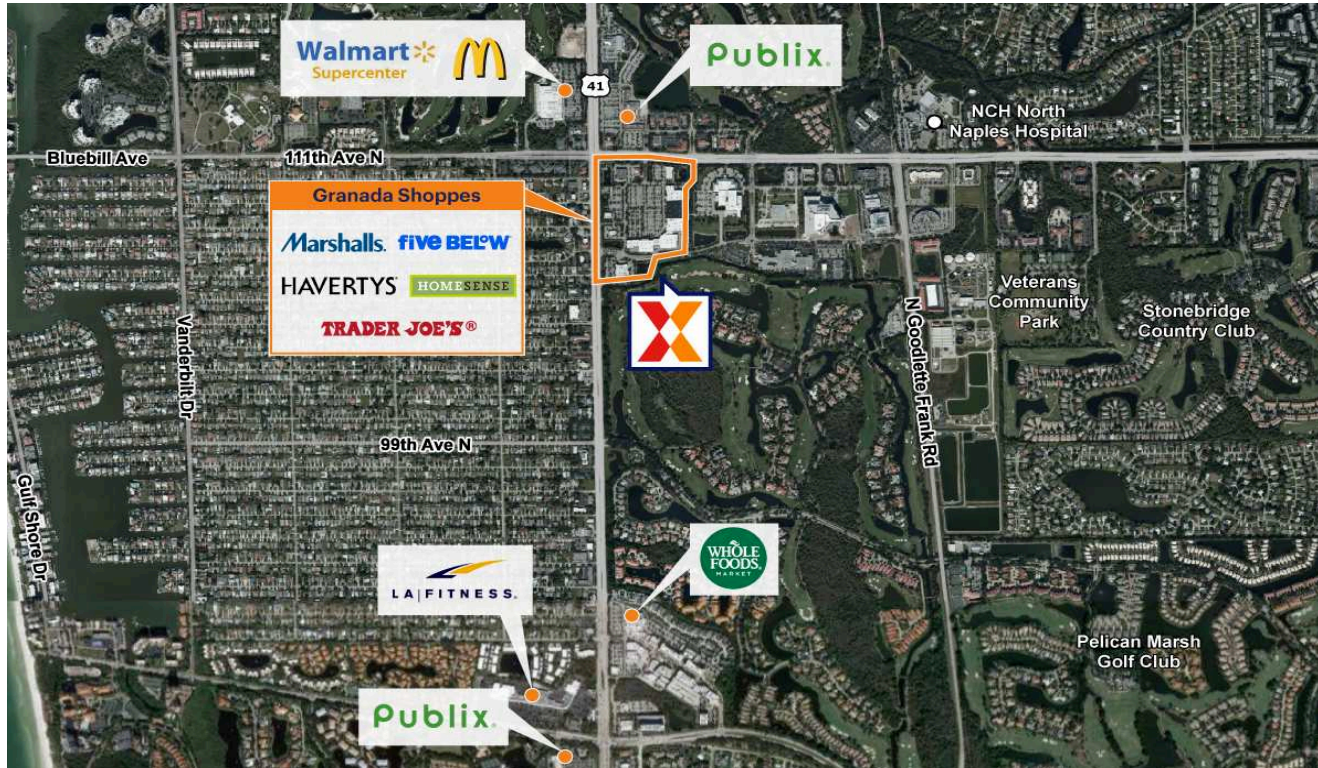 Walmart
Supercenter
M
41
Publix.
NCH North
Naples Hospital
Bluebill Ave
111th Ave N
Granada Shoppes
Marshalls.
five BELOW
HAVERTYS®
HOMESENSE
TRADER JOE'S®
Vanderbilt Dr
N Goodlette Frank Rd
Veterans
Community
Park
Stonebridge
Country Club
99th Ave N
Gulf Shore Dr
WHOLE
FOODS®
MARKET
LA|FITNESS.
Pelican Marsh
Golf Club
Publix.